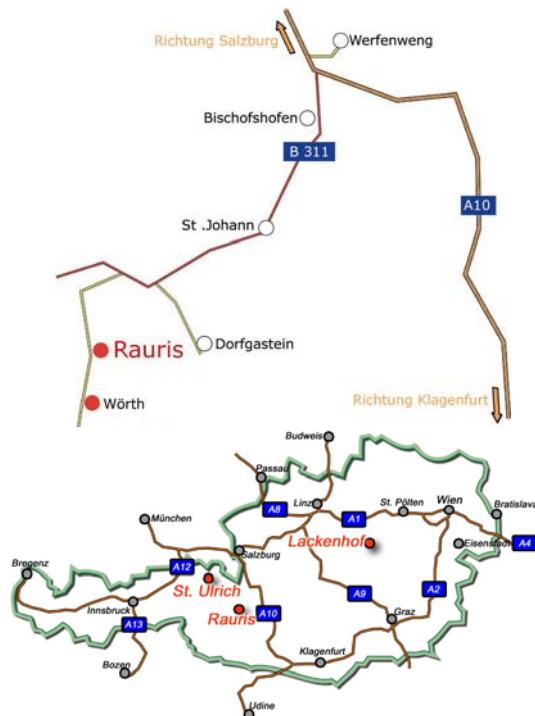 Richtung Salzburg
Werfenweng
Bischofshofen
B 311
St .Johann
A10
Rauris
Dorfgastein
Wörth
Richtung Klagenfurt
Budweis
Passau
Linz
St. Pölten
Wien
Bratislava
A8
A1
München
Lackenhof
Eisenstadt
A4
Salzburg
Bregenz
A12
St. Ulrich
A9
A2
Innsbruck
Rauris
A10
Graz
A13
Klagenfurt
Bozen
Udine